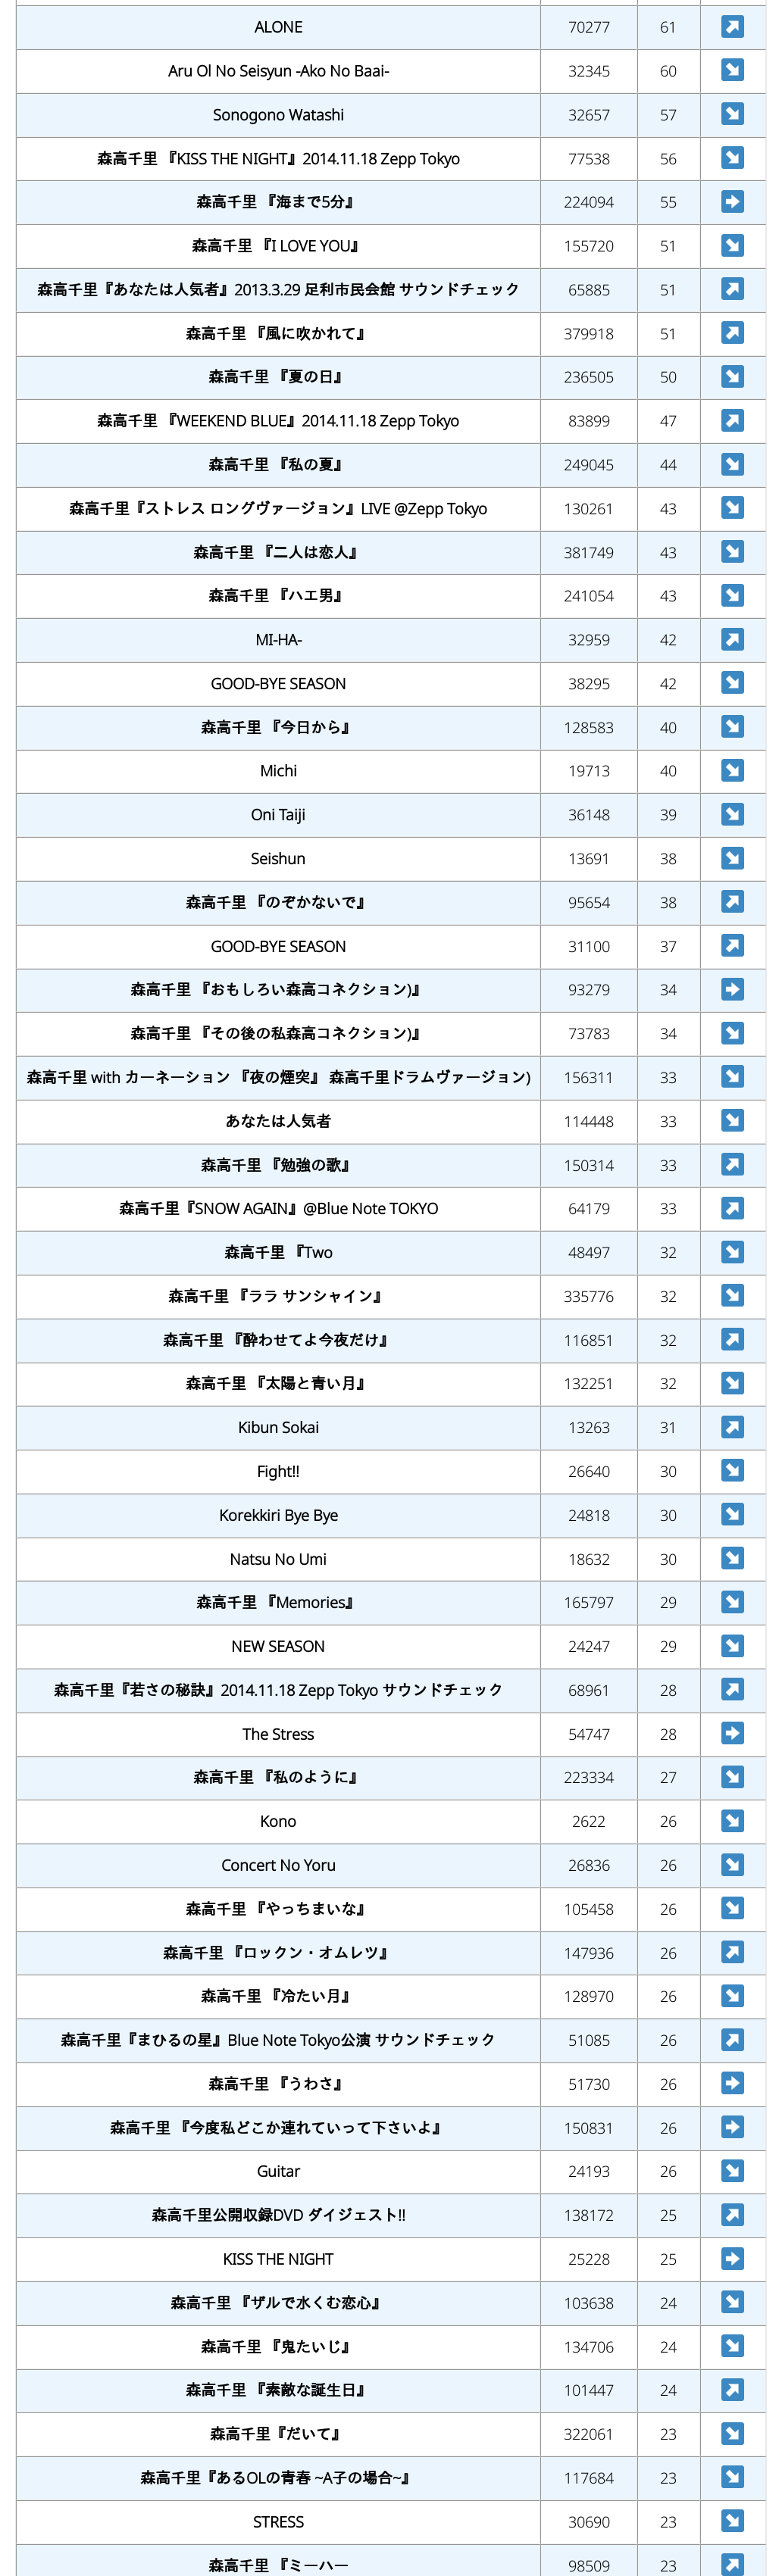 ALONE 70277 61
Aru Ol No Seisyun -Ako No Baai- 32345 60
Sonogono Watashi 32657 57
森高千里 『KISS THE NIGHT』2014.11.18 Zepp Tokyo 77538 56
森高千里 『海まで5分』 224094 55
森高千里 『I LOVE YOU』 155720 51
森高千里『あなたは人気者』2013.3.29 足利市民会館 サウンドチェック 65885 51
森高千里 『風に吹かれて』 379918 51
森高千里 『夏の日』 236505 50
森高千里 『WEEKEND BLUE』2014.11.18 Zepp Tokyo 83899 47
森高千里 『私の夏』 249045 44
森高千里『ストレス ロングヴァージョン』LIVE @Zepp Tokyo 130261 43
森高千里 『二人は恋人』 381749 43
森高千里 『ハエ男』 241054 43
MI-HA- 32959 42
GOOD-BYE SEASON 38295 42
森高千里 『今日から』 128583 40
Michi 19713 40
Oni Taiji 36148 39
Seishun 13691 38
森高千里 『のぞかないで』 95654 38
GOOD-BYE SEASON 31100 37
森高千里 『おもしろい森高コネクション)』 93279 34
森高千里 『その後の私森高コネクション)』 73783 34
森高千里 with カーネーション 『夜の煙突』 森高千里ドラムヴァージョン) 156311 33
あなたは人気者 114448 33
森高千里 『勉強の歌』 150314 33
森高千里『SNOW AGAIN』@Blue Note TOKYO 64179 33
森高千里 『Two 48497 32
森高千里 『ララ サンシャイン』 335776 32
森高千里 『酔わせてよ今夜だけ』 116851 32
森高千里 『太陽と青い月』 132251 32
Kibun Sokai 13263 31
Fight!! 26640 30
Korekkiri Bye Bye 24818 30
Natsu No Umi 18632 30
森高千里 『Memories』 165797 29
NEW SEASON 24247 29
森高千里『若さの秘訣』2014.11.18 Zepp Tokyo サウンドチェック 68961 28
The Stress 54747 28
森高千里 『私のように』 223334 27
Kono 2622 26
Concert No Yoru 26836 26
森高千里 『やっちまいな』 105458 26
森高千里 『ロックン・オムレツ』 147936 26
森高千里 『冷たい月』 128970 26
森高千里『まひるの星』Blue Note Tokyo公演 サウンドチェック 51085 26
森高千里 『うわさ』 51730 26
森高千里 『今度私どこか連れていって下さいよ』 150831 26
Guitar 24193 26
森高千里公開収録DVD ダイジェスト!! 138172 25
KISS THE NIGHT 25228 25
森高千里 『ザルで水くむ恋心』 103638 24
森高千里 『鬼たいじ』 134706 24
森高千里 『素敵な誕生日』 101447 24
森高千里『だいて』 322061 23
森高千里『あるOLの青春 ~A子の場合~』 117684 23
STRESS 30690 23
森高千里 『ミーハー 98509 23